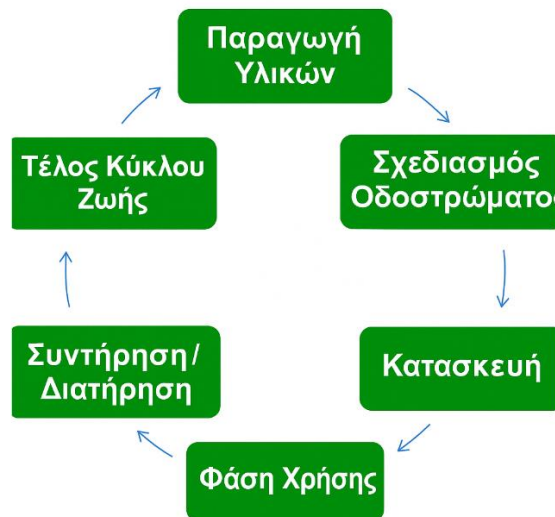 Παραγωγή
Υλικών
Σχεδιασμός
Οδοστρώματος
Κατασκευή
Φάση Χρήσης
Συντήρηση /
Διατήρηση
Τέλος Κύκλου
Ζωής